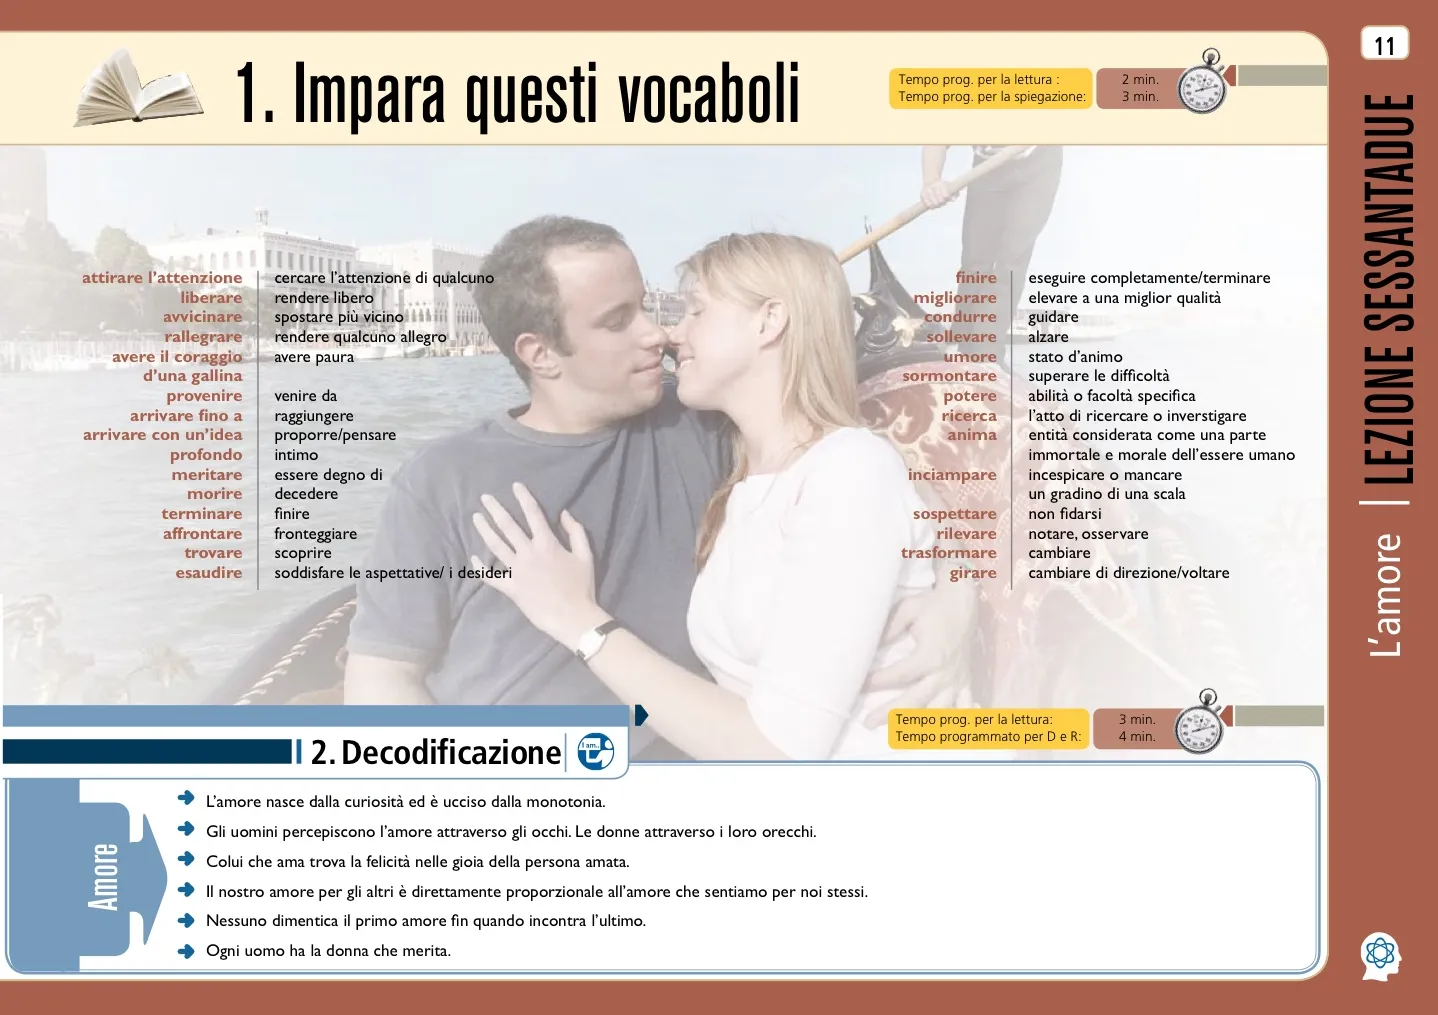 1. Impara questi vocaboli
Tempo prog. per la lettura : 2 min.
Tempo prog. per la spiegazione: 3 min.
11
LEZIONE SESSANTADUE
L'amore
attirare l'attenzione cercare l'attenzione di qualcuno
liberare rendere libero
avvicinare spostare più vicino
rallegrare rendere qualcuno allegro
avere il coraggio avere paura
d'una gallina
provenire venire da
arrivare fino a raggiungere
arrivare con un'idea proporre/pensare
profondo intimo
meritare essere degno di
morire decedere
terminare finire
affrontare fronteggiare
trovare scoprire
esaudire soddisfare le aspettative/ i desideri
finire eseguire completamente/terminare
migliorare elevare a una miglior qualità
condurre guidare
sollevare alzare
umore stato d'animo
sormontare superare le difficoltà
potere abilità o facoltà specifica
ricerca l'atto di ricercare o inverstigare
anima entità considerata come una parte
immortale e morale dell'essere umano
inciampare incespicare o mancare
un gradino di una scala
sospettare non fidarsi
rilevare notare, osservare
trasformare cambiare
girare cambiare di direzione/voltare
Tempo prog. per la lettura: 3 min.
Tempo programmato per D e R: 4 min.
2. Decodificazione
I am..
Amore
L'amore nasce dalla curiosità ed è ucciso dalla monotonia.
Gli uomini percepiscono l'amore attraverso gli occhi. Le donne attraverso i loro orecchi.
Colui che ama trova la felicità nelle gioia della persona amata.
Il nostro amore per gli altri è direttamente proporzionale all'amore che sentiamo per noi stessi.
Nessuno dimentica il primo amore fin quando incontra l'ultimo.
Ogni uomo ha la donna che merita.